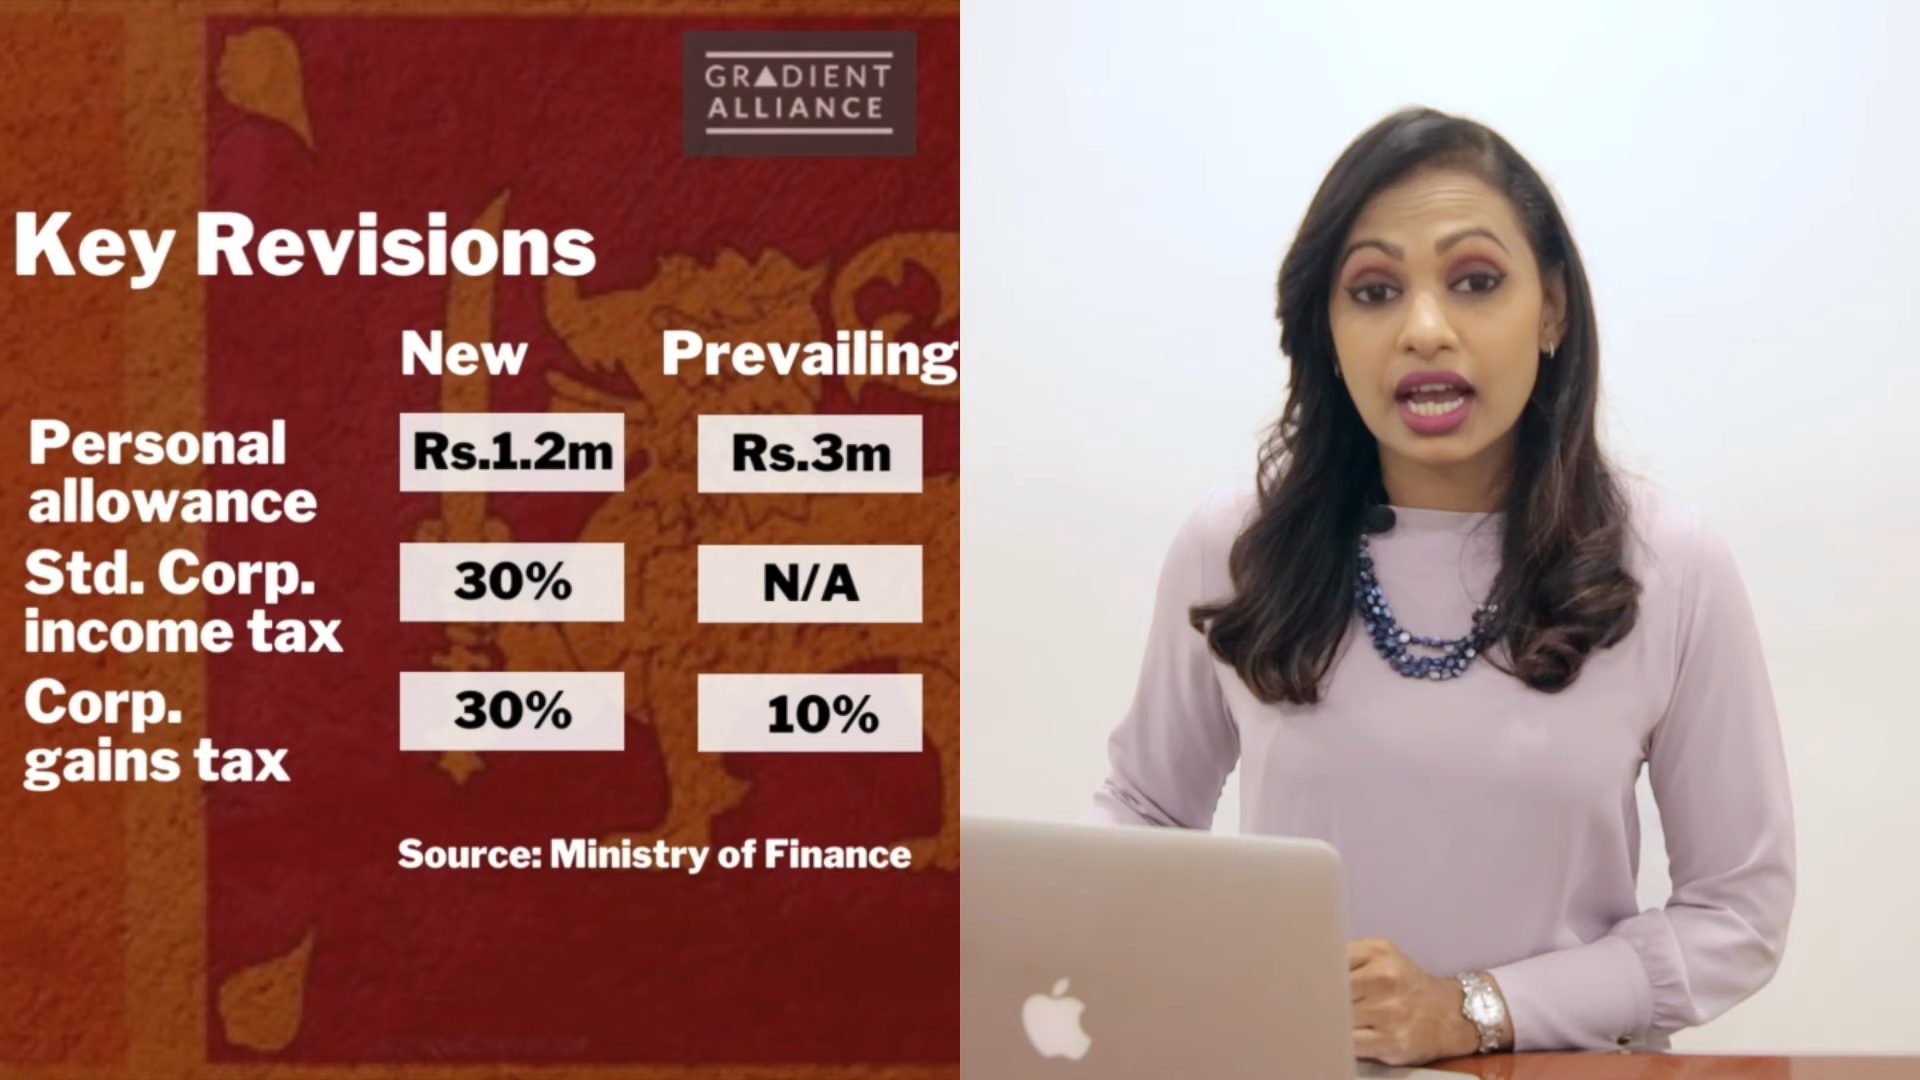 GRADIENT
ALLIANCE
Key Revisions
New Prevailing
Personal
allowance
Rs.1.2m Rs.3m
Std. Corp.
income tax
30% N/A
Corp.
gains tax
30% 10%
Source: Ministry of Finance